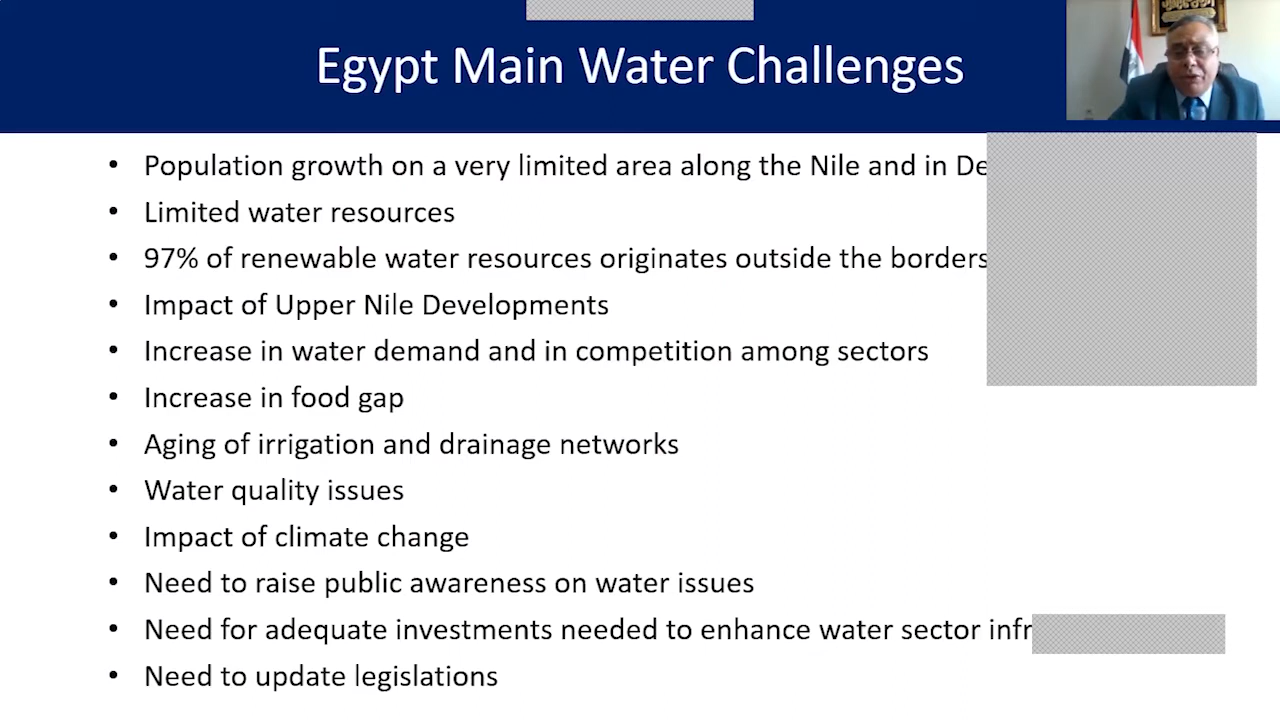 Egypt Main Water Challenges
• Population growth on a very limited area along the Nile and in
• Limited water resources
• 97% of renewable water resources originates outside the borders
• Impact of Upper Nile Developments
• Increase in water demand and in competition among sectors
• Increase in food gap
• Aging of irrigation and drainage networks
• Water quality issues
• Impact of climate change
• Need to raise public awareness on water issues
• Need for adequate investments needed to enhance water sector
• Need to update legislations